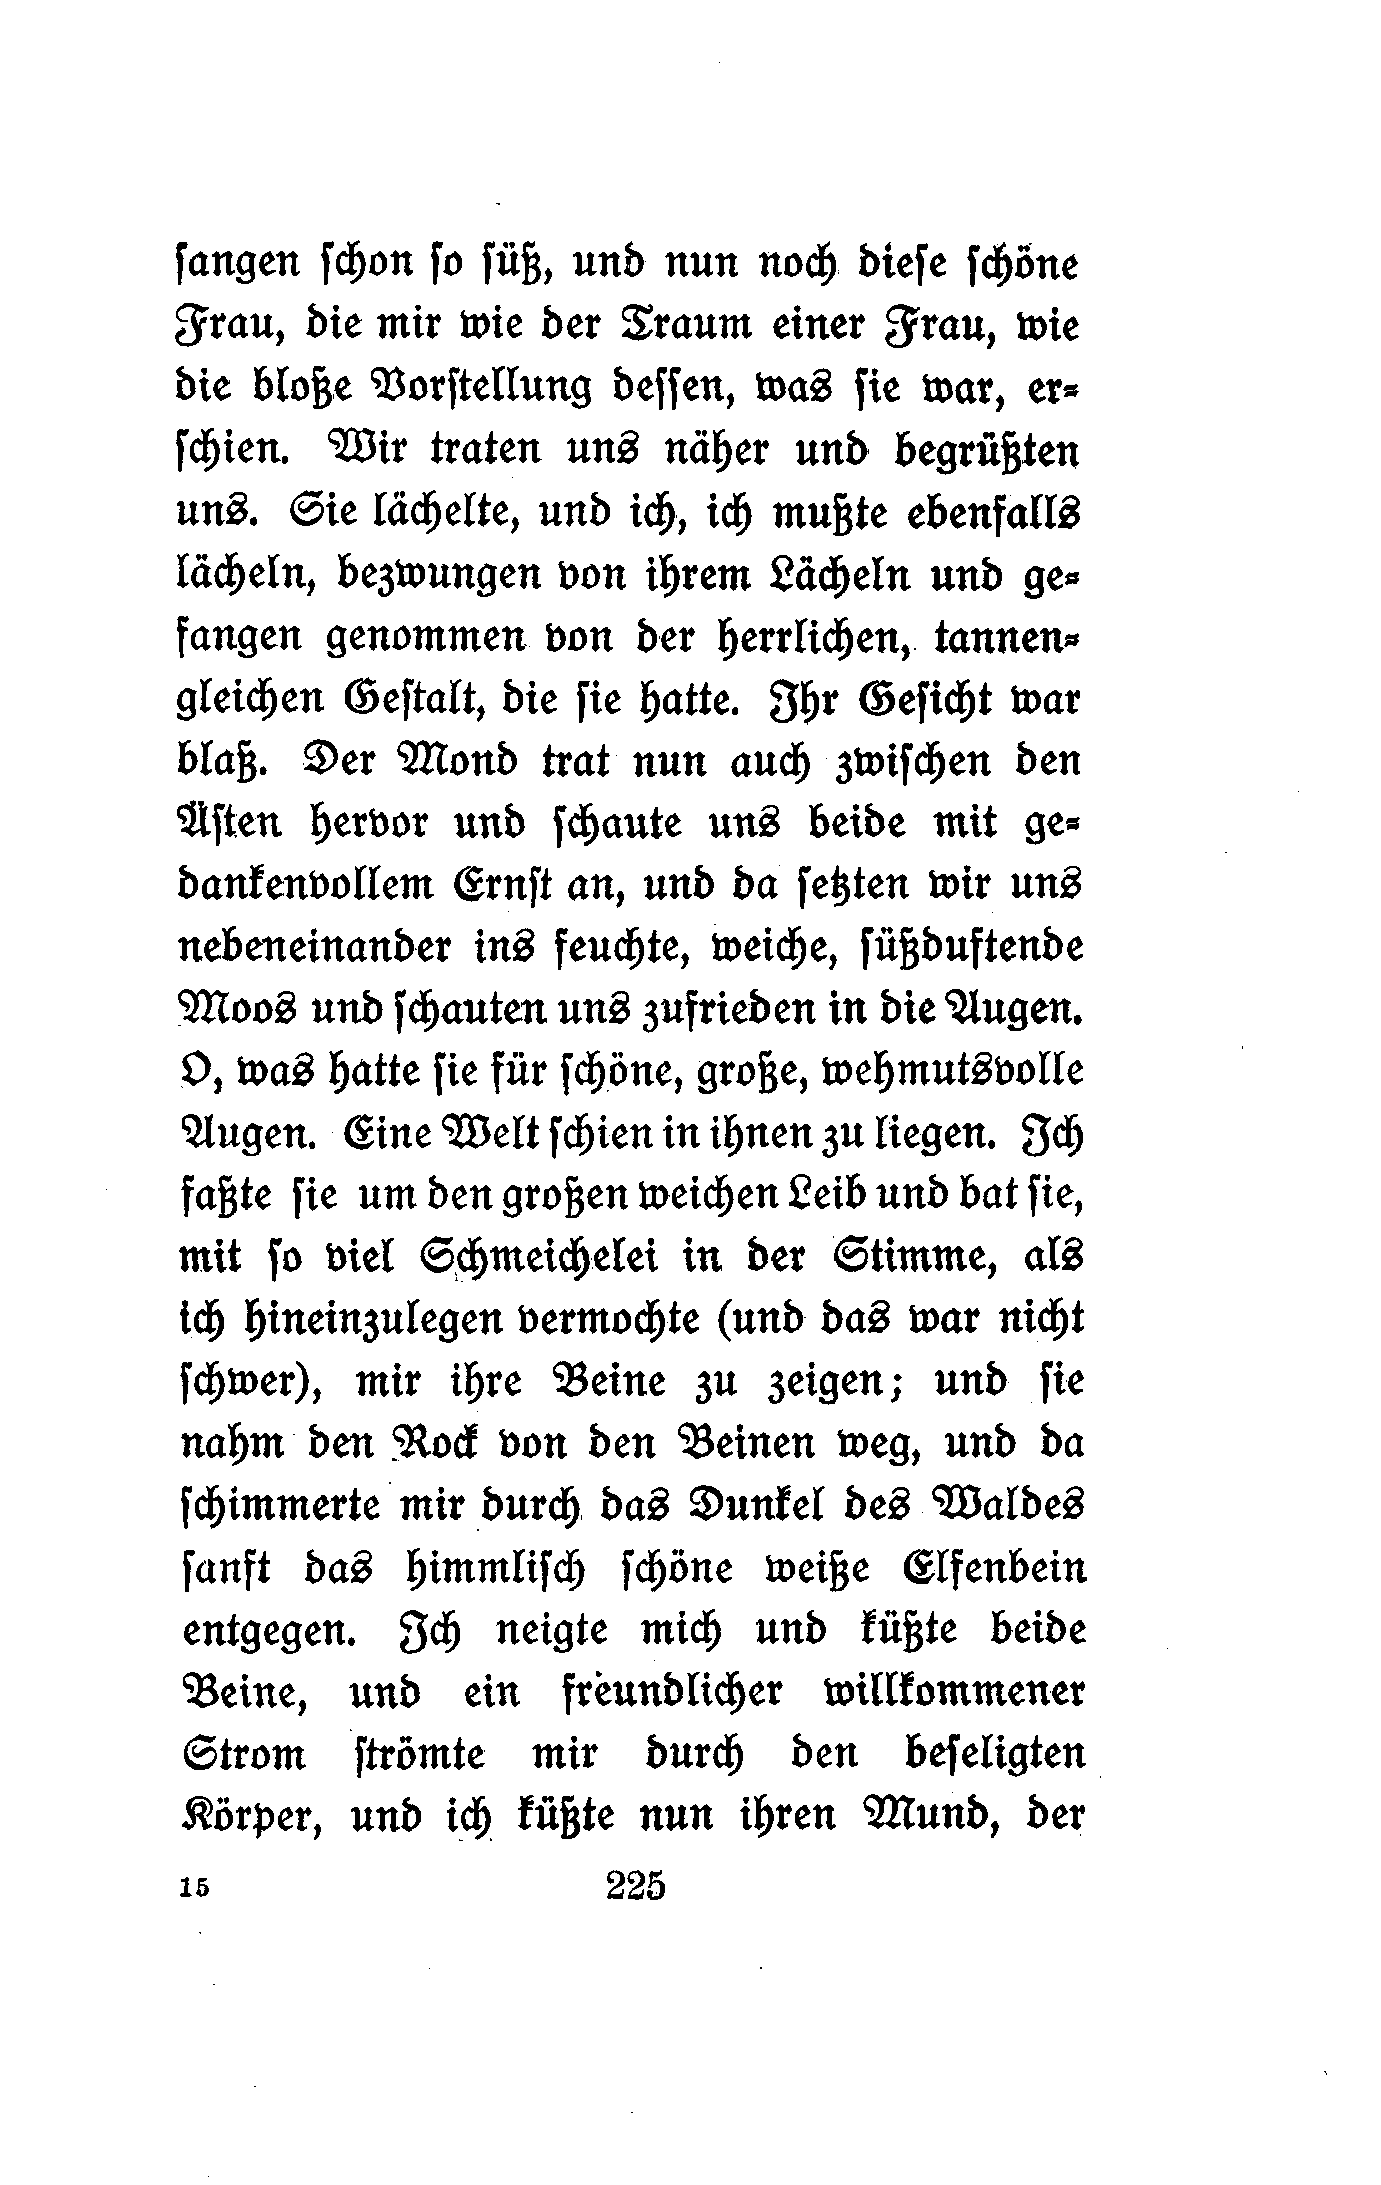 sangen schon so süß, und nun noch diese schöne
Frau, die mir wie der Traum einer Frau, wie
die bloße Vorstellung dessen, was sie war, er-
schien. Wir traten uns näher und begrüßten
uns. Sie lächelte, und ich, ich mußte ebenfalls
lächeln, bezwungen von ihrem Lächeln und ge-
fangen genommen von der herrlichen, tannen-
gleichen Gestalt, die sie hatte. Ihr Gesicht war
blaß. Der Mond trat nun auch zwischen den
Ästen hervor und schaute uns beide mit ge-
dankenvollem Ernst an, und da setzten wir uns
nebeneinander ins feuchte, weiche, süßduftende
Moos und schauten uns zufrieden in die Augen.
O, was hatte sie für schöne, große, wehmutsvolle
Augen. Eine Welt schien in ihnen zu liegen. Ich
faßte sie um den großen weichen Leib und bat sie,
mit so viel Schmeichelei in der Stimme, als
ich hineinzulegen vermochte (und das war nicht
schwer), mir ihre Beine zu zeigen; und sie
nahm den Rock von den Beinen weg, und da
schimmerte mir durch das Dunkel des Waldes
sanft das himmlisch schöne weiße Elfenbein
entgegen. Ich neigte mich und küßte beide
Beine, und ein freundlicher willkommener
Strom strömte mir durch den beseligten
Körper, und ich küßte nun ihren Mund, der
15 225